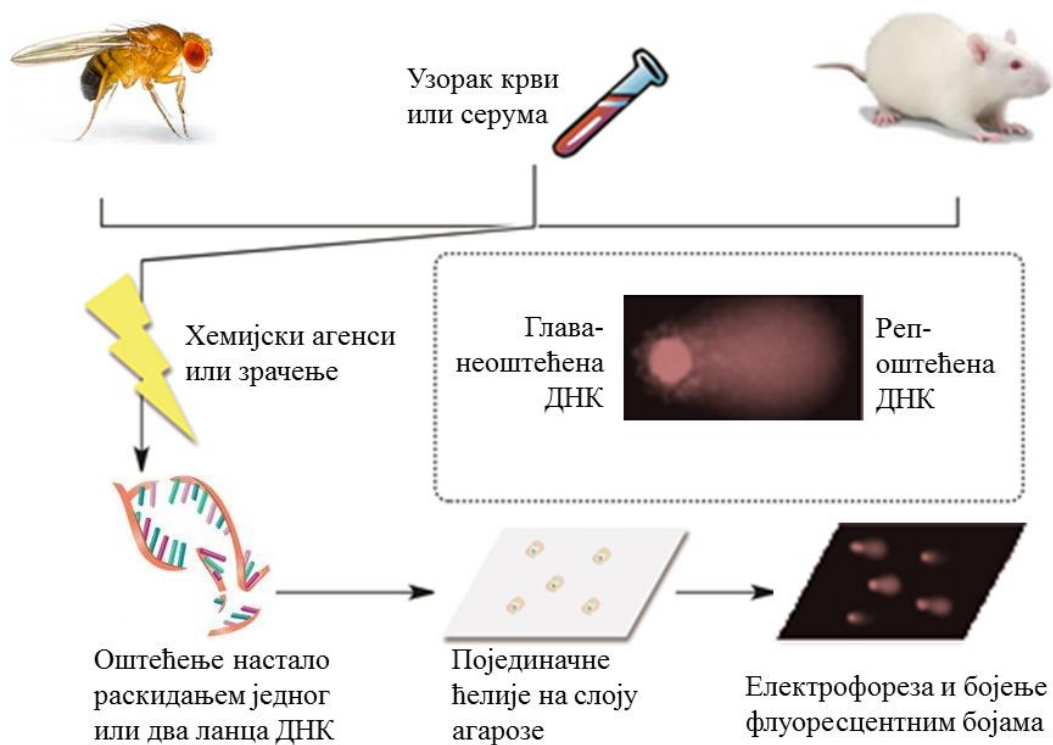 Узорак крви
или серума
Хемијски агенси
или зрачење
Глава-
неоштећена
ДНК
Реп-
оштећена
ДНК
Оштећење настало
раскидањем једног
или два ланца ДНК
Појединачне
ћелије на слоју
агарозе
Електрофореза и бојење
флуоресцентним бојама